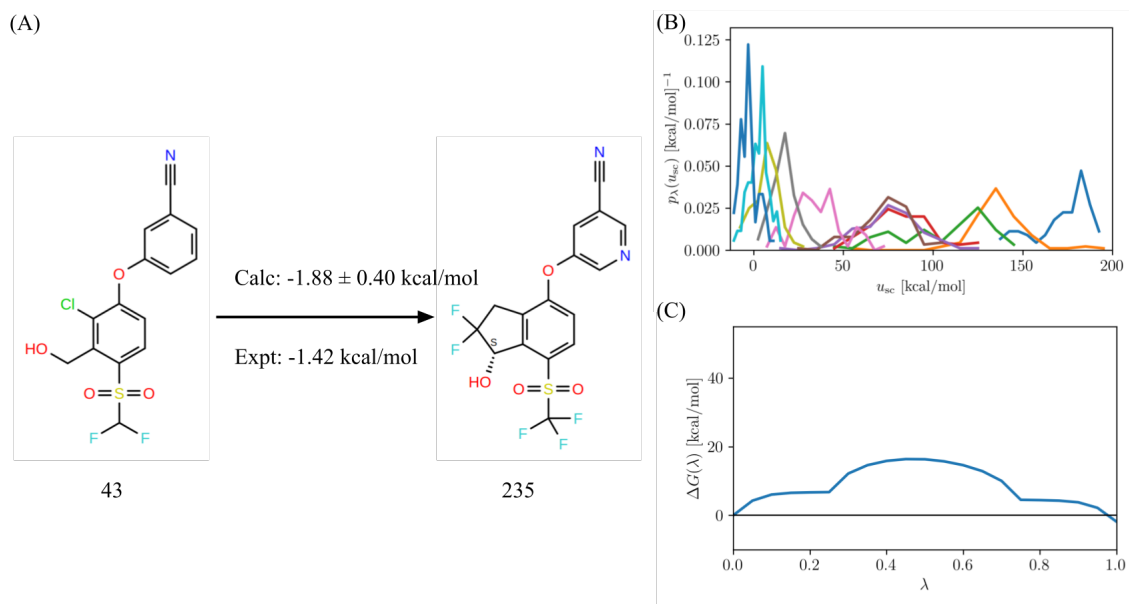 (A)
N
O
Cl
HO
O
S
O
F
F
43
Calc: -1.88 ± 0.40 kcal/mol
Expt: -1.42 kcal/mol
N
N
O
F
F
S
HO
O
S
O
F
F
F
235
(B)
p_λ(u_sc) [kcal/mol]⁻¹
0.125
0.100
0.075
0.050
0.025
0.000
0
50
100
150
200
u_sc [kcal/mol]
(C)
ΔG(λ) [kcal/mol]
40
20
0
0.0
0.2
0.4
0.6
0.8
1.0
λ